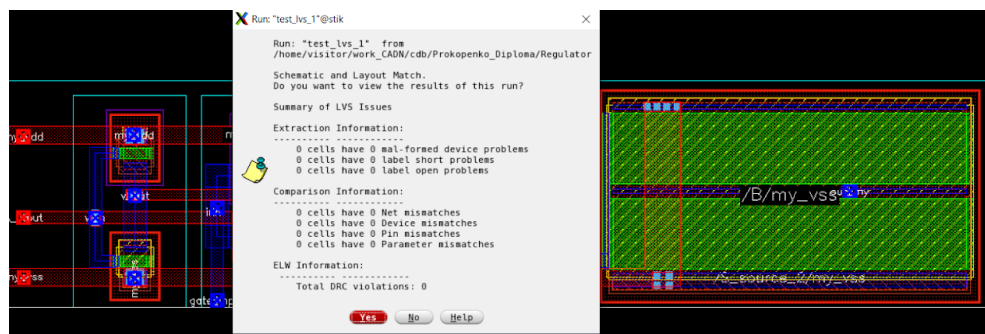 Run: "test_lvs_1"@stik
Run: "test_lvs_1" from
/home/visitor/work_CADN/cdb/Prokopenko_Diploma/Regulator
Schematic and Layout Match.
Do you want to view the results of this run?
Summary of LVS Issues
Extraction Information:
---------- ------------
0 cells have 0 mal-formed device problems
0 cells have 0 label short problems
0 cells have 0 label open problems
Comparison Information:
---------- ------------
0 cells have 0 Net mismatches
0 cells have 0 Device mismatches
0 cells have 0 Pin mismatches
0 cells have 0 Parameter mismatches
ELW Information:
---------- ------------
Total DRC violations: 0
Yes No Help
/B/my_vss
/S_source_2/my_vss